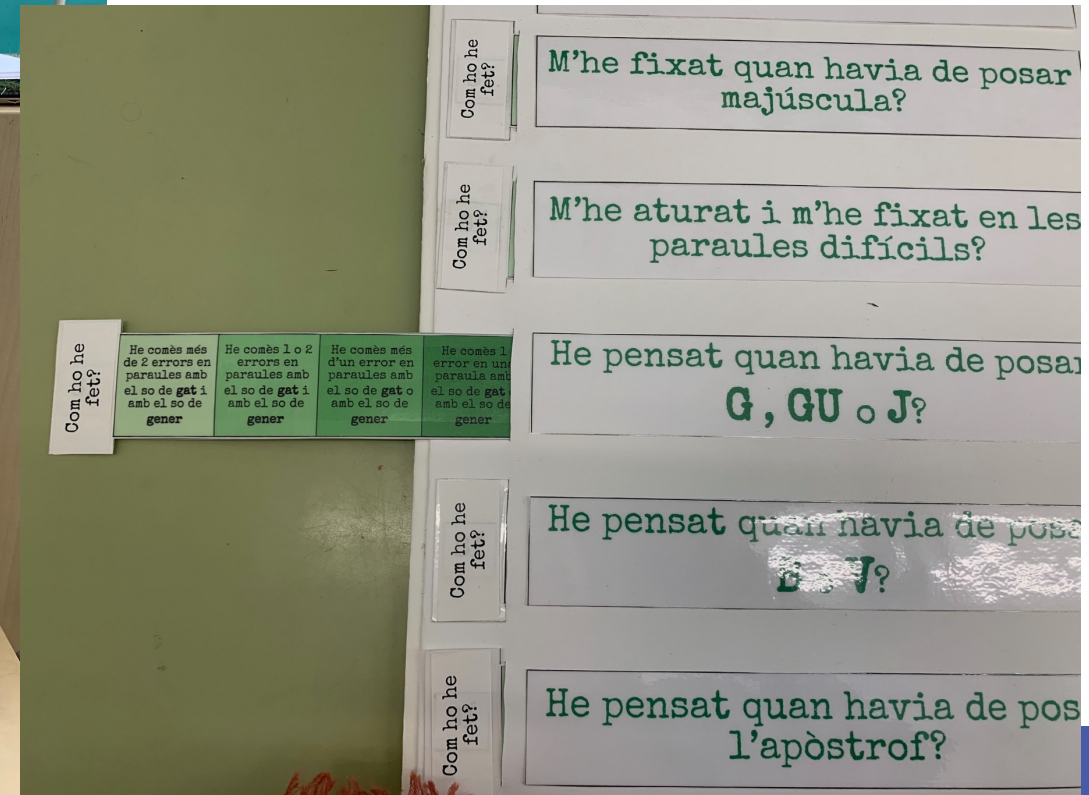 Com ho he
fet?
M'he fixat quan havia de posar
majúscula?
Com ho he
fet?
M'he aturat i m'he fixat en les
paraules difícils?
Com ho he
fet?
He comès més
de 2 errors en
paraules amb
el so de gat i
amb el so de
gener
He comès 1 o 2
errors en
paraules amb
el so de gat i
amb el so de
gener
He comès més
d'un error en
paraules amb
el so de gat o
amb el so de
gener
He comès 1
error en una
paraula amb
el so de gat
amb el so de
gener
He pensat quan havia de posar
G, GU o J?
Com ho he
fet?
He pensat quan havia de posa
V?
Com ho he
fet?
He pensat quan havia de pos
l'apòstrof?